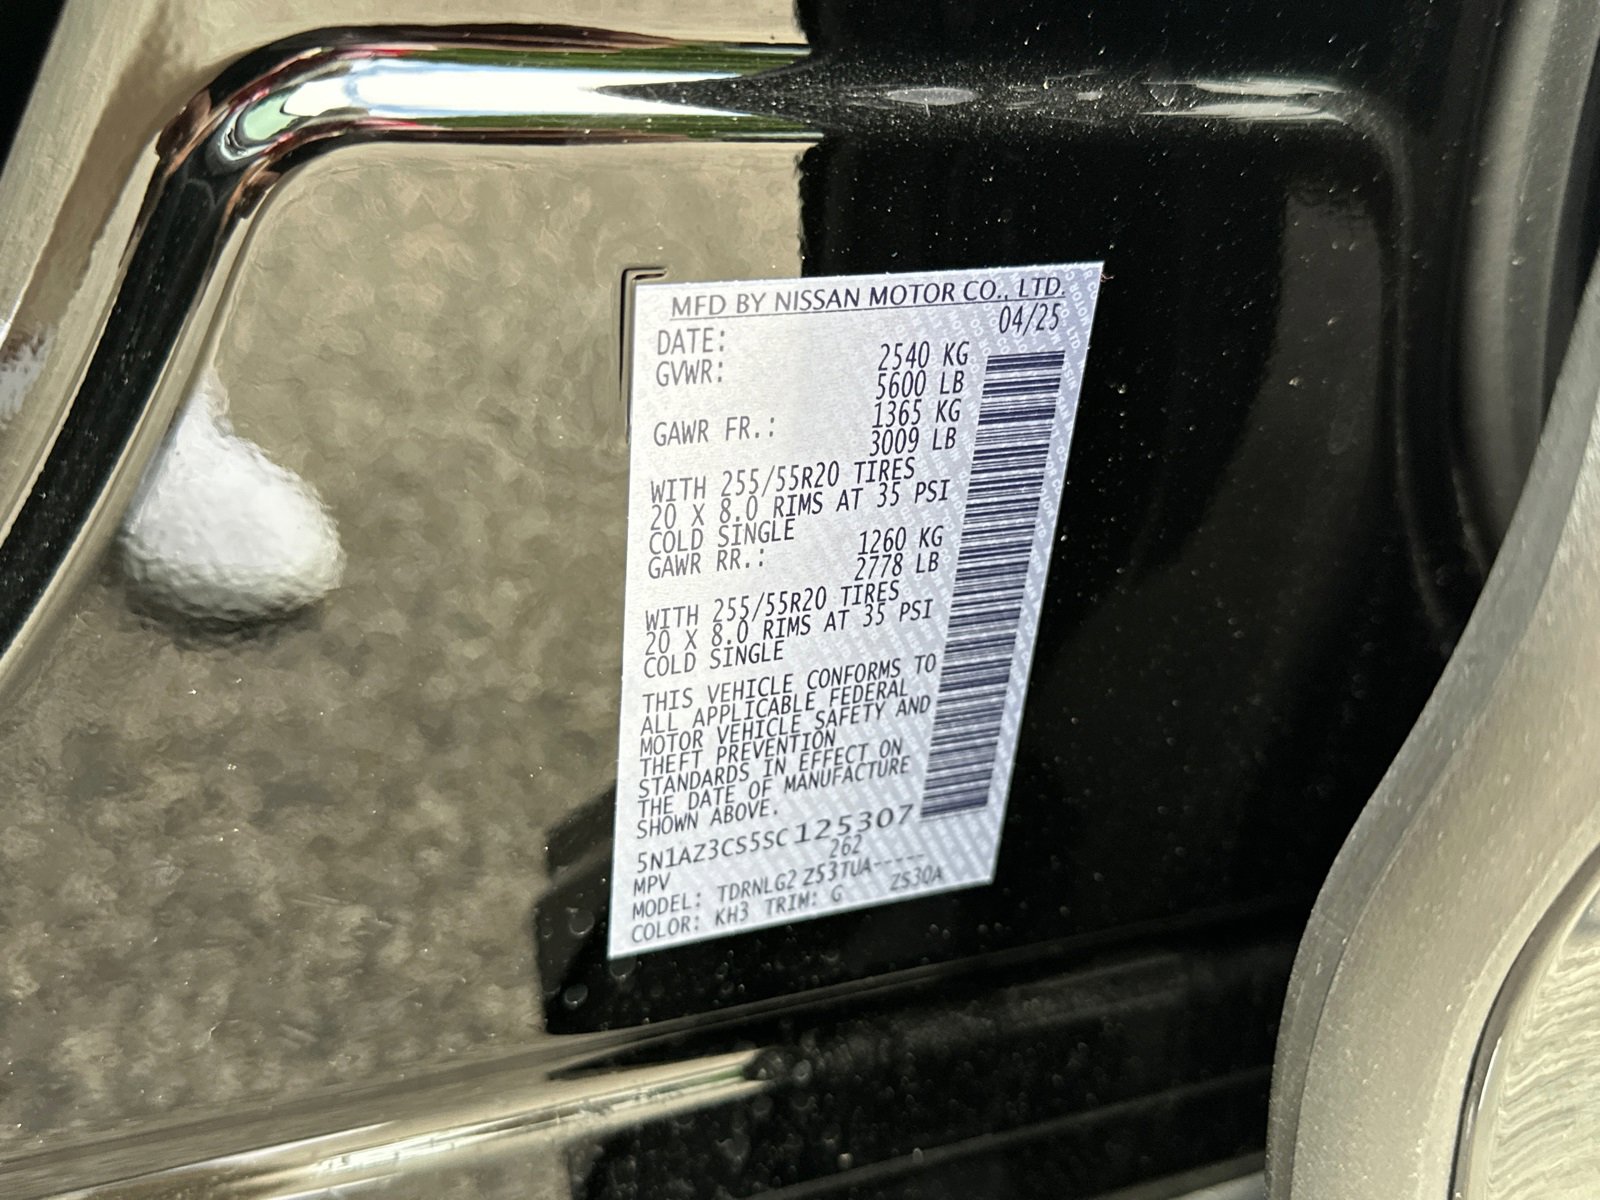 MFD BY NISSAN MOTOR CO., LTD.
DATE: 04/25
GVWR: 2540 KG
5600 LB
GAWR FR.: 1365 KG
3009 LB
WITH 255/55R20 TIRES
20 X 8.0 RIMS AT 35 PSI
COLD SINGLE
GAWR RR.: 1260 KG
2778 LB
WITH 255/55R20 TIRES
20 X 8.0 RIMS AT 35 PSI
COLD SINGLE
THIS VEHICLE CONFORMS TO
ALL APPLICABLE FEDERAL
MOTOR VEHICLE SAFETY AND
THEFT PREVENTION
STANDARDS IN EFFECT ON
THE DATE OF MANUFACTURE
SHOWN ABOVE.
5N1AZ3CS5SC125307
MPV 262
MODEL: TDRNLG2 Z53TUA-----
COLOR: KH3 TRIM: G Z530A